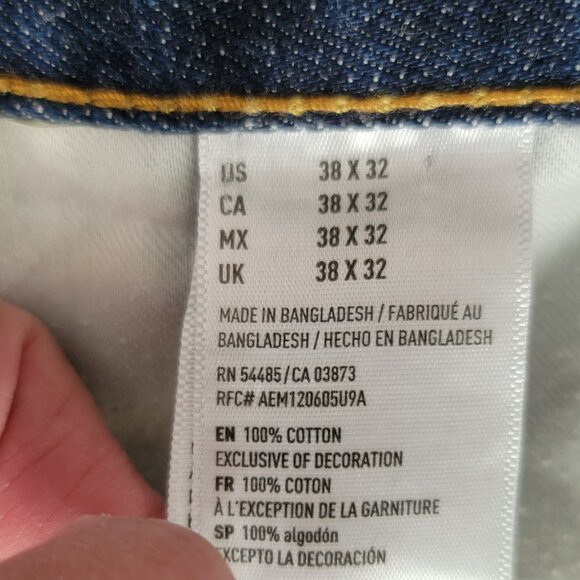 US 38 X 32
CA 38 X 32
MX 38 X 32
UK 38 X 32
MADE IN BANGLADESH / FABRIQUÉ AU
BANGLADESH / HECHO EN BANGLADESH
RN 54485/CA 03873
RFC# AEM120605U9A
EN 100% COTTON
EXCLUSIVE OF DECORATION
FR 100% COTON
À L'EXCEPTION DE LA GARNITURE
SP 100% algodón
EXCEPTO LA DECORACIÓN